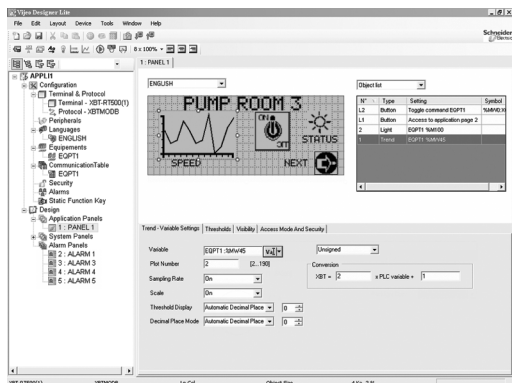 Vijeo Designer Lite
File Edit Layout Device Tools Window Help
Schneider
Electric
8 x 100%
1 : PANEL 1
APPLI1
Configuration
Terminal & Protocol
Terminal - XBT-RT500(1)
Protocol - XBTMODB
Peripherals
Languages
ENGLISH
Equipements
EQPT1
CommunicationTable
EQPT1
Security
Alarms
Static Function Key
Design
Application Panels
1 : PANEL 1
System Panels
Alarm Panels
2 : ALARM 1
3 : ALARM 3
4 : ALARM 4
5 : ALARM 5
ENGLISH
PUMP ROOM 3
ON
OFF
STATUS
SPEED
NEXT
Object list
N° Type Setting Symbol
L2 Button Toggle command EQPT1
L1 Button Access to application page 2
2 Light EQPT1 %M100
1 Trend EQPT1 %MW45
Trend - Variable Settings Thresholds Visibility Access Mode And Security
Variable EQPT1 :%MW45 Unsigned
Plot Number 2 [2...190]
Conversion
XBT = 2 x PLC variable + 1
Sampling Rate On
Scale On
Threshold Display Automatic Decimal Place 0
Decimal Place Mode Automatic Decimal Place 0
XBT-RT500(1) XBTMODB